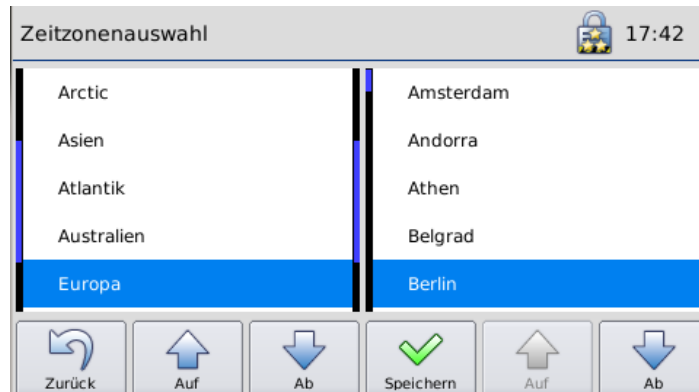 Zeitzonenauswahl
17:42
Arctic
Asien
Atlantik
Australien
Europa
Amsterdam
Andorra
Athen
Belgrad
Berlin
Zurück
Auf
Ab
Speichern
Auf
Ab